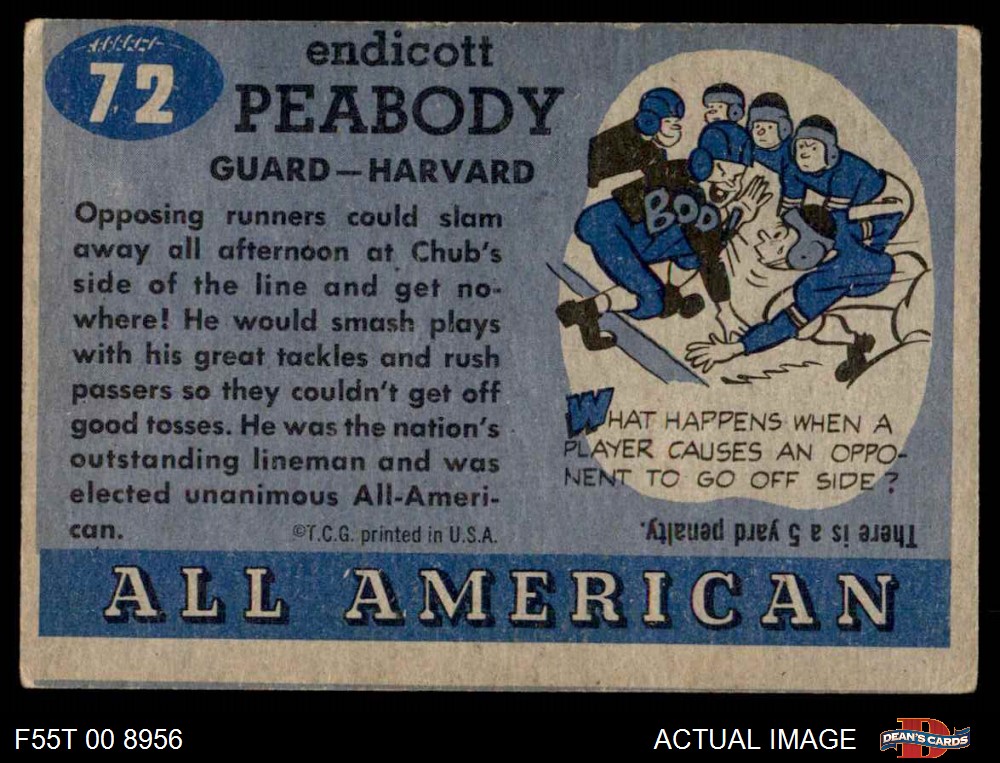 72
endicott
PEABODY
GUARD—HARVARD
Opposing runners could slam
away all afternoon at Chub's
side of the line and get no-
where! He would smash plays
with his great tackles and rush
passers so they couldn't get off
good tosses. He was the nation's
outstanding lineman and was
elected unanimous All-Ameri-
can.
©T.C.G. printed in U.S.A.
BOO
WHAT HAPPENS WHEN A
PLAYER CAUSES AN OPPO-
NENT TO GO OFF SIDE?
There is a 5 yard penalty.
ALL AMERICAN
F55T 00 8956
ACTUAL IMAGE
D
DEAN'S CARDS